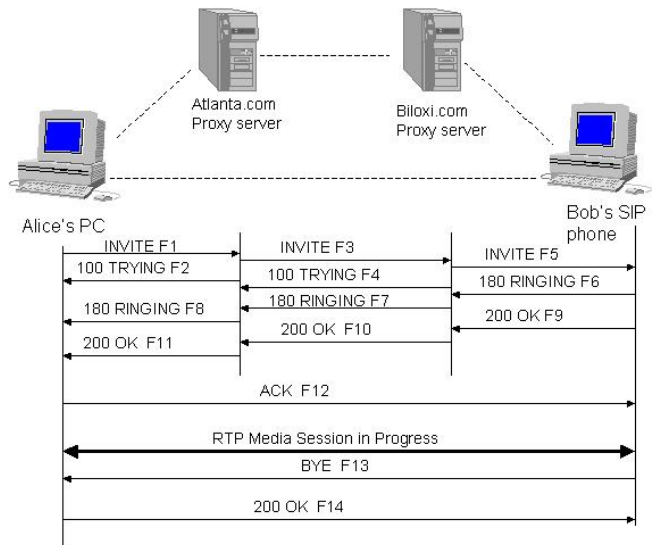 Atlanta.com
Proxy server
Biloxi.com
Proxy server
Alice's PC
Bob's SIP
phone
INVITE F1
INVITE F3
INVITE F5
100 TRYING F2
100 TRYING F4
180 RINGING F6
180 RINGING F8
180 RINGING F7
200 OK F9
200 OK F11
200 OK F10
ACK F12
RTP Media Session in Progress
BYE F13
200 OK F14